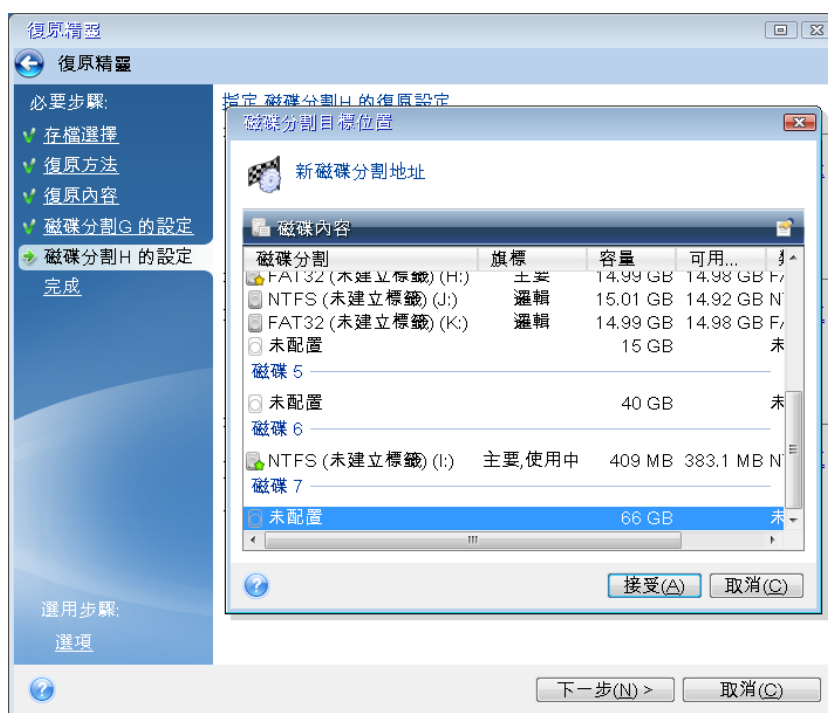 復原精靈
復原精靈
必要步驟:
存檔選擇
復原方法
復原內容
磁碟分割G 的設定
磁碟分割H 的設定
完成
選用步驟:
選項
指定 磁碟分割H 的復原設定
磁碟分割目標位置
新磁碟分割地址
磁碟內容
磁碟分割 旗標 容量 可用...
FAT32 (未建立標籤) (H:) 主要 14.99 GB 14.98 GB F
NTFS (未建立標籤) (J:) 邏輯 15.01 GB 14.92 GB N
FAT32 (未建立標籤) (K:) 邏輯 14.99 GB 14.98 GB F
未配置 15 GB 未
磁碟 5
未配置 40 GB 未
磁碟 6
NTFS (未建立標籤) (I:) 主要,使用中 409 MB 383.1 MB N
磁碟 7
未配置 66 GB 未
接受(A) 取消(C)
下一步(N) > 取消(C)